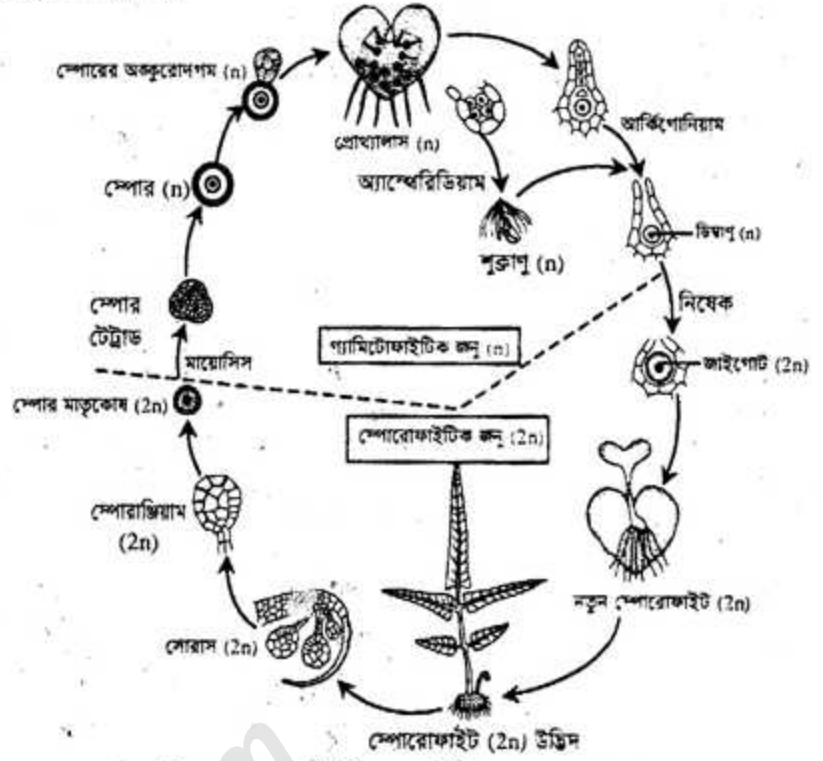 স্পোরের অঙ্কুরোদগম (n)
প্রোথ্যালাস (n)
আর্কিগোনিয়াম
স্পোর (n)
অ্যান্থেরিডিয়াম
শুক্রাণু (n)
ডিম্বাণু (n)
নিষেক
স্পোর
টেট্রাড
মায়োসিস
গ্যামিটোফাইটিক জনু (n)
জাইগোট (2n)
স্পোর মাতৃকোষ (2n)
স্পোরোফাইটিক জনু (2n)
স্পোরাঞ্জিয়াম
(2n)
নতুন স্পোরোফাইট (2n)
সোরাস (2n)
স্পোরোফাইট (2n) উদ্ভিদ